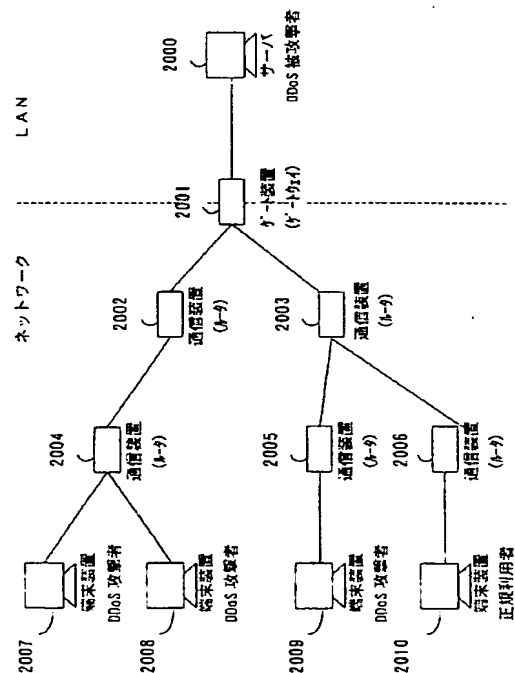 ネットワーク
LAN
2000
サーバ
DDoS 被攻撃者
2001
ゲート装置
(ゲートウェイ)
2002
通信装置
(ルータ)
2003
通信装置
(ルータ)
2004
通信装置
(ルータ)
2005
通信装置
(ルータ)
2006
通信装置
(ルータ)
2007
端末装置
DDoS 攻撃者
2008
端末装置
DDoS 攻撃者
2009
端末装置
DDoS 攻撃者
2010
端末装置
正規利用者